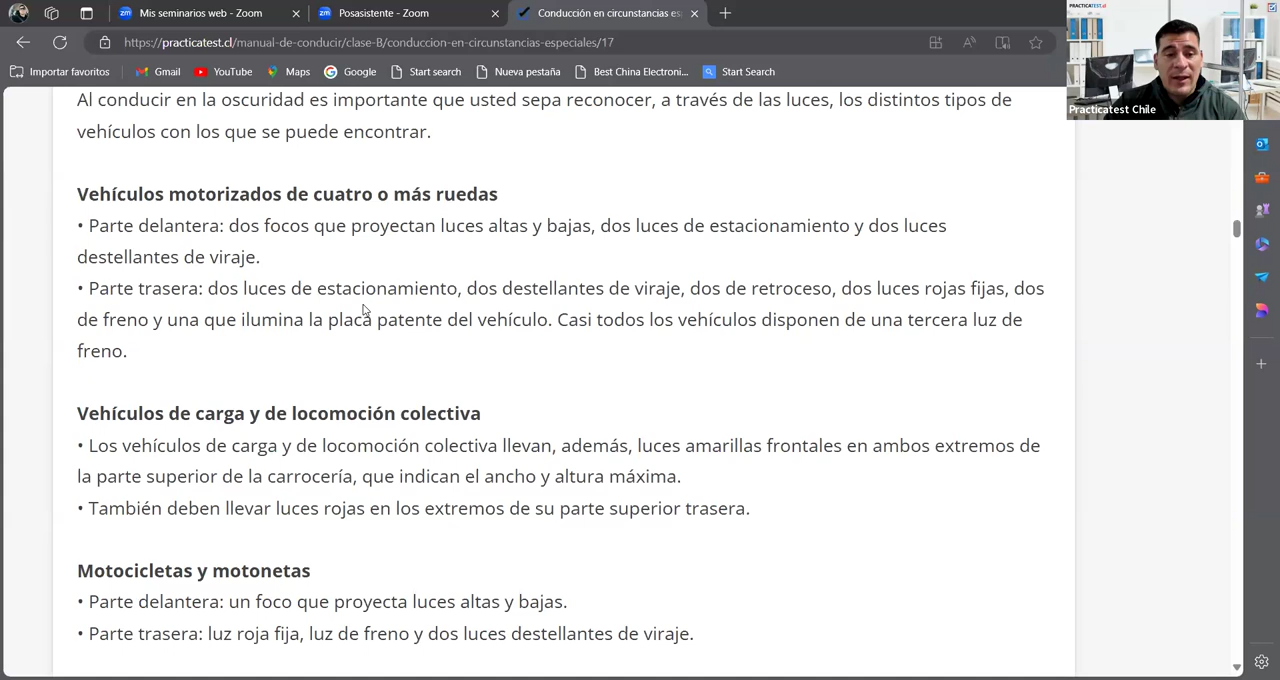 Mis seminarios web - Zoom
Posasistente - Zoom
Conducción en circunstancias es
https://practicatest.cl/manual-de-conducir/clase-B/conduccion-en-circunstancias-especiales/17
Importar favoritos
Gmail
YouTube
Maps
Google
Start search
Nueva pestaña
Best China Electroni...
Start Search
PRACTICATEST.cl
Practicatest Chile
Al conducir en la oscuridad es importante que usted sepa reconocer, a través de las luces, los distintos tipos de
vehículos con los que se puede encontrar.
Vehículos motorizados de cuatro o más ruedas
• Parte delantera: dos focos que proyectan luces altas y bajas, dos luces de estacionamiento y dos luces
destellantes de viraje.
• Parte trasera: dos luces de estacionamiento, dos destellantes de viraje, dos de retroceso, dos luces rojas fijas, dos
de freno y una que ilumina la placa patente del vehículo. Casi todos los vehículos disponen de una tercera luz de
freno.
Vehículos de carga y de locomoción colectiva
• Los vehículos de carga y de locomoción colectiva llevan, además, luces amarillas frontales en ambos extremos de
la parte superior de la carrocería, que indican el ancho y altura máxima.
• También deben llevar luces rojas en los extremos de su parte superior trasera.
Motocicletas y motonetas
• Parte delantera: un foco que proyecta luces altas y bajas.
• Parte trasera: luz roja fija, luz de freno y dos luces destellantes de viraje.